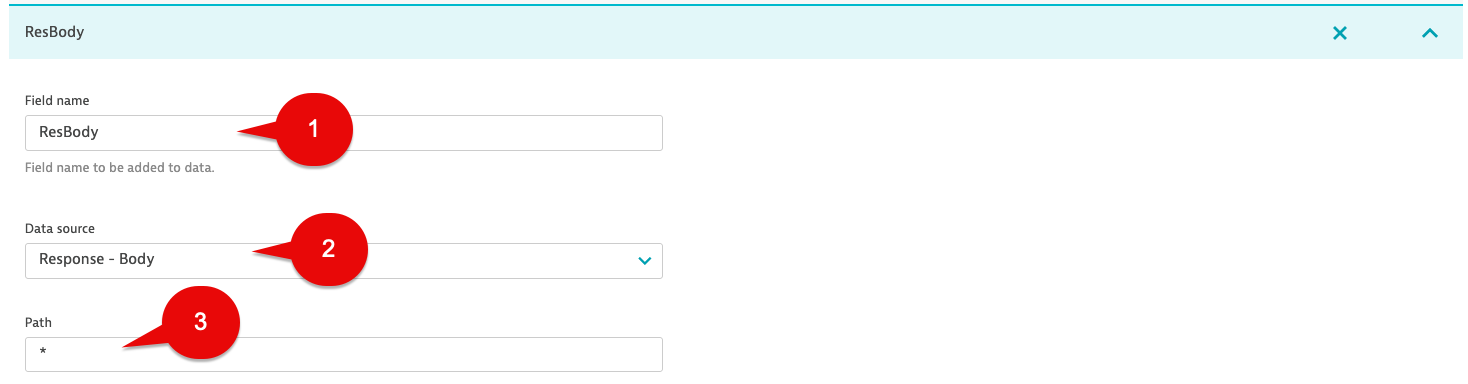 ResBody
Field name
ResBody
1
Field name to be added to data.
Data source
Response - Body
2
Path
3
*